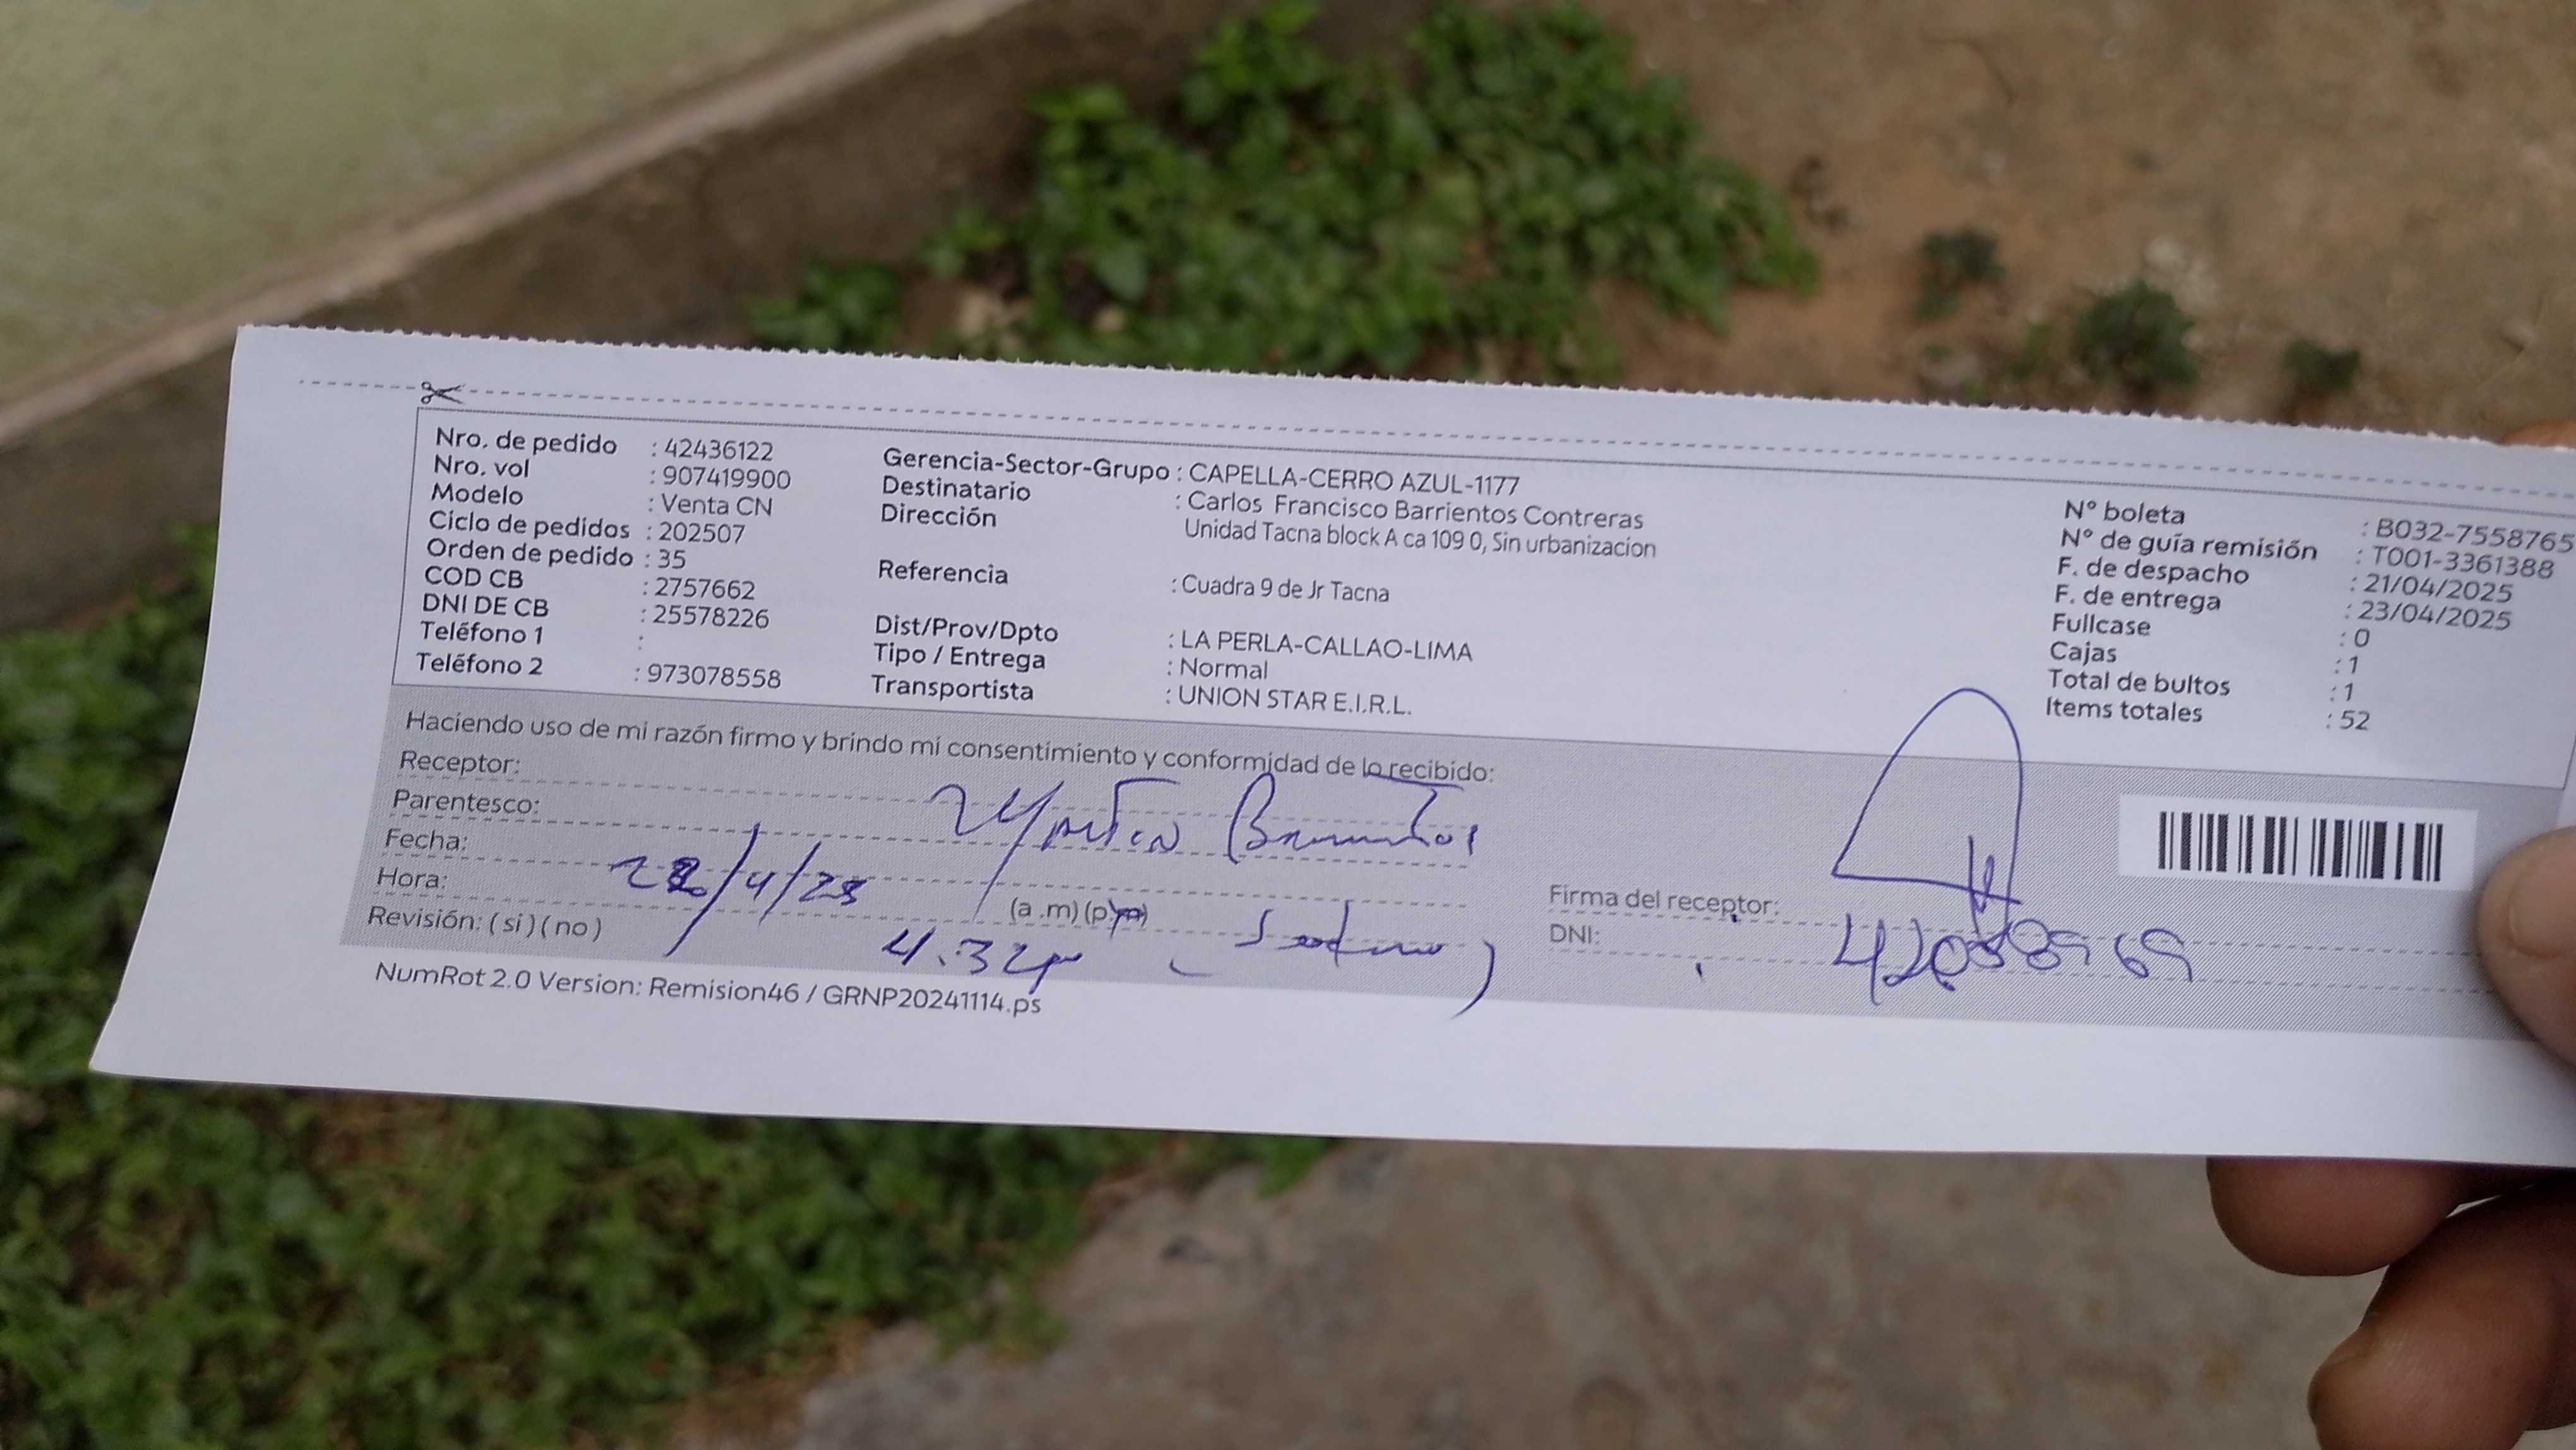 Nro. de pedido : 42436122
Nro. vol : 907419900
Modelo : Venta CN
Ciclo de pedidos : 202507
Orden de pedido : 35
COD CB : 2757662
DNI DE CB : 25578226
Teléfono 1 :
Teléfono 2 : 973078558
Gerencia-Sector-Grupo : CAPELLA-CERRO AZUL-1177
Destinatario : Carlos Francisco Barrientos Contreras
Dirección Unidad Tacna block A ca 109 0, Sin urbanizacion
Referencia : Cuadra 9 de Jr Tacna
Dist/Prov/Dpto : LA PERLA-CALLAO-LIMA
Tipo / Entrega : Normal
Transportista : UNION STAR E.I.R.L.
N° boleta : B032-7558765
N° de guía remisión : T001-3361388
F. de despacho : 21/04/2025
F. de entrega : 23/04/2025
Fullcase : 0
Cajas : 1
Total de bultos : 1
Items totales : 52
Haciendo uso de mi razón firmo y brindo mi consentimiento y conformidad de lo recibido:
Receptor:
Parentesco:
Fecha:
Hora: (a .m) (p.m)
4.32p
Revisión: ( si ) ( no )
Firma del receptor:
DNI:
NumRot 2.0 Version: Remision46 / GRNP20241114.ps